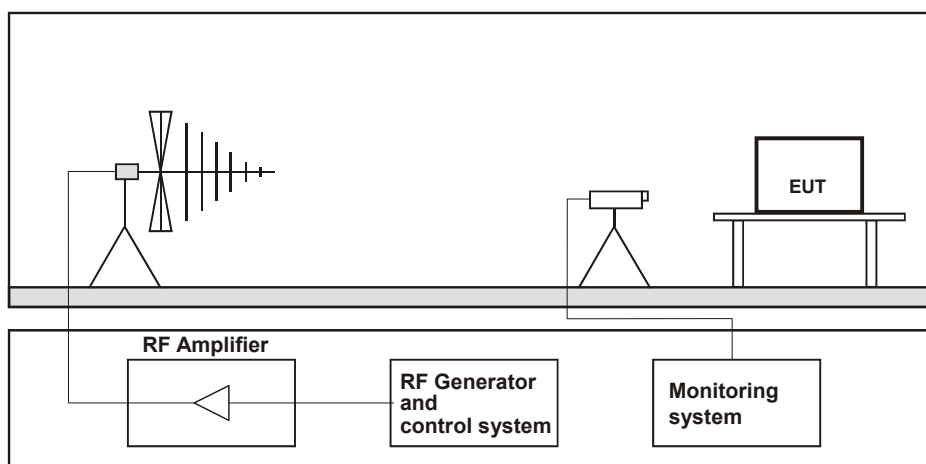 EUT
RF Amplifier
RF Generator
and
control system
Monitoring
system